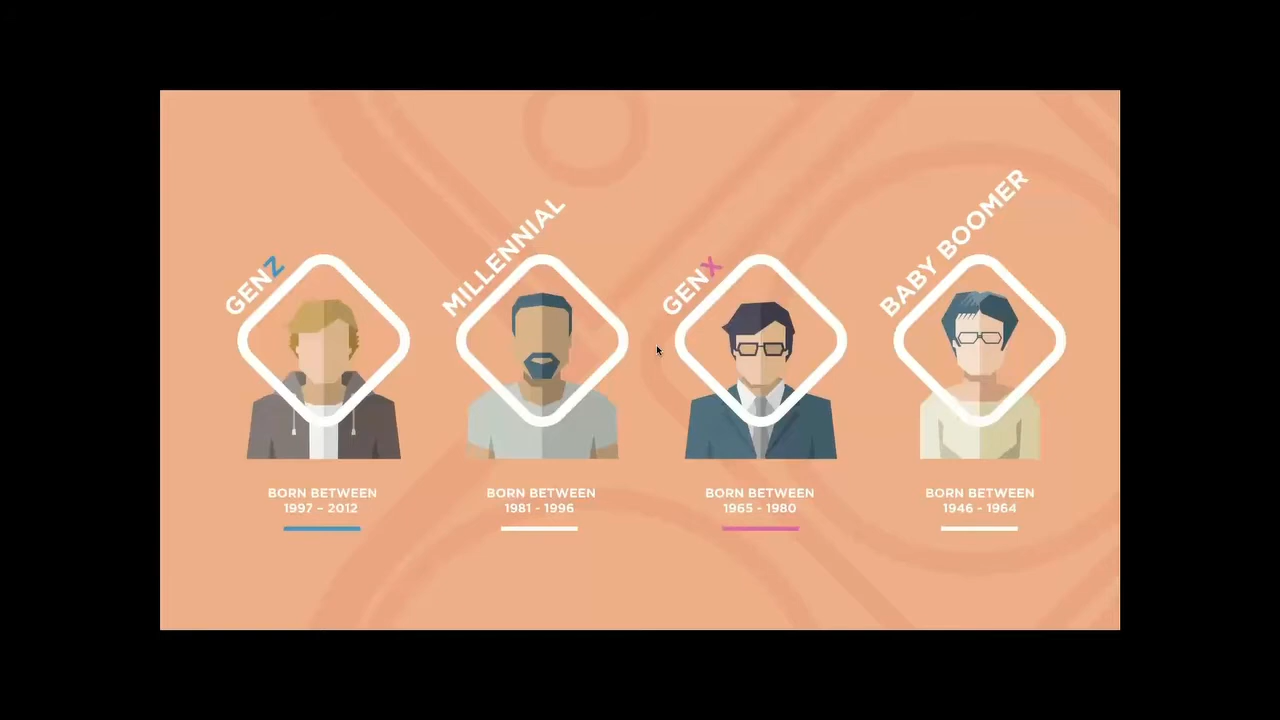 GENZ
MILLENNIAL
GENX
BABY BOOMER
BORN BETWEEN
1997 - 2012
BORN BETWEEN
1981 - 1996
BORN BETWEEN
1965 - 1980
BORN BETWEEN
1946 - 1964